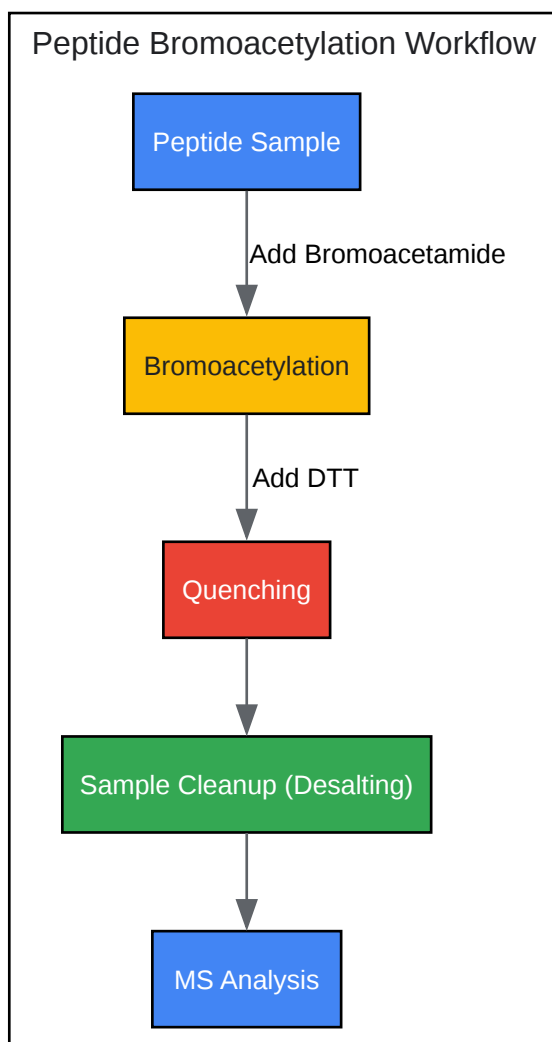 Peptide Bromoacetylation Workflow
Peptide Sample
Add Bromoacetamide
Bromoacetylation
Add DTT
Quenching
Sample Cleanup (Desalting)
MS Analysis